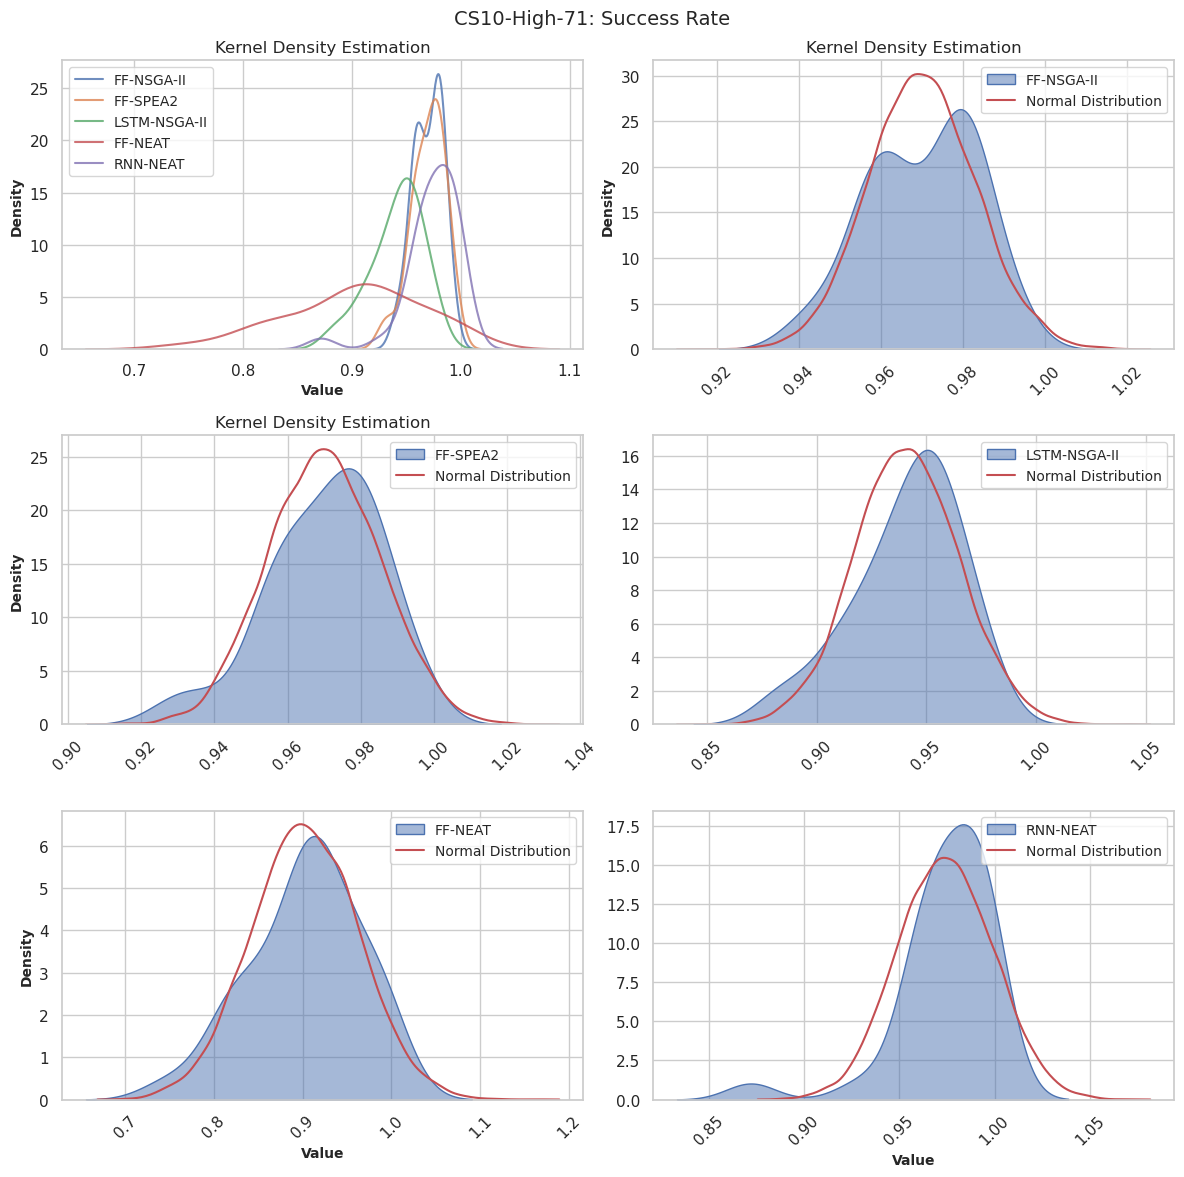 CS10-High-71: Success Rate
Kernel Density Estimation
FF-NSGA-II
FF-SPEA2
LSTM-NSGA-II
FF-NEAT
RNN-NEAT
Density
25
20
15
10
5
0
0.7 0.8 0.9 1.0 1.1
Value
Kernel Density Estimation
FF-NSGA-II
Normal Distribution
Density
30
25
20
15
10
5
0
0.92 0.94 0.96 0.98 1.00 1.02
Kernel Density Estimation
FF-SPEA2
Normal Distribution
Density
25
20
15
10
5
0
0.90 0.92 0.94 0.96 0.98 1.00 1.02 1.04
LSTM-NSGA-II
Normal Distribution
16
14
12
10
8
6
4
2
0
0.85 0.90 0.95 1.00 1.05
FF-NEAT
Normal Distribution
Density
6
5
4
3
2
1
0
0.7 0.8 0.9 1.0 1.1 1.2
Value
RNN-NEAT
Normal Distribution
17.5
15.0
12.5
10.0
7.5
5.0
2.5
0.0
0.85 0.90 0.95 1.00 1.05
Value